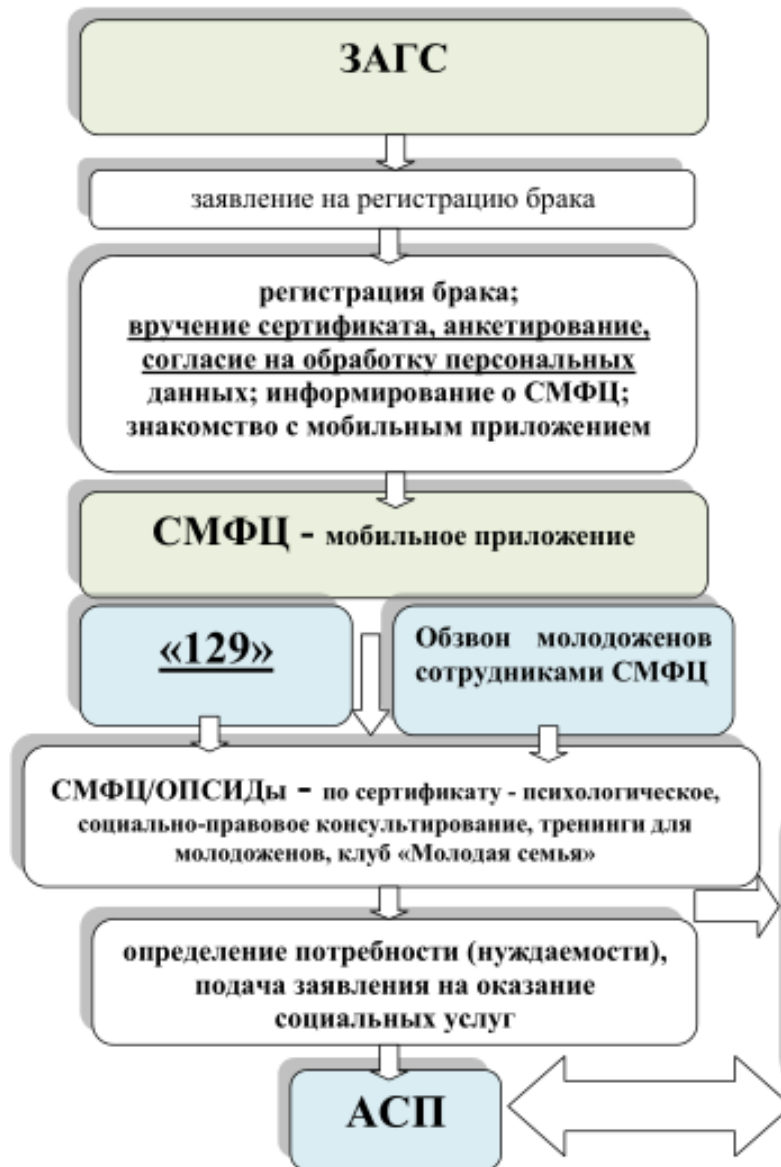 ЗАГС
заявление на регистрацию брака
регистрация брака;
вручение сертификата, анкетирование,
согласие на обработку персональных
данных; информирование о СМФЦ;
знакомство с мобильным приложением
СМФЦ - мобильное приложение
«129»
Обзвон молодоженов
сотрудниками СМФЦ
СМФЦ/ОПСИДы - по сертификату - психологическое,
социально-правовое консультирование, тренинги для
молодоженов, клуб «Молодая семья»
определение потребности (нуждаемости),
подача заявления на оказание
социальных услуг
АСП